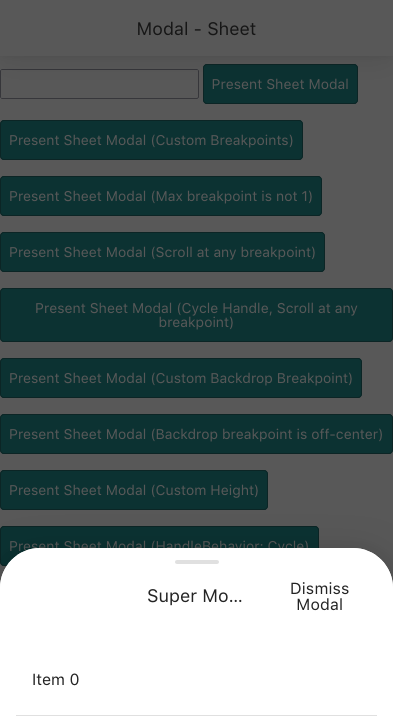 Modal - Sheet
Present Sheet Modal
Present Sheet Modal (Custom Breakpoints)
Present Sheet Modal (Max breakpoint is not 1)
Present Sheet Modal (Scroll at any breakpoint)
Present Sheet Modal (Cycle Handle, Scroll at any
breakpoint)
Present Sheet Modal (Custom Backdrop Breakpoint)
Present Sheet Modal (Backdrop breakpoint is off-center)
Present Sheet Modal (Custom Height)
Present Sheet Modal (HandleBehavior: Cycle)
Super Mo...
Dismiss
Modal
Item 0